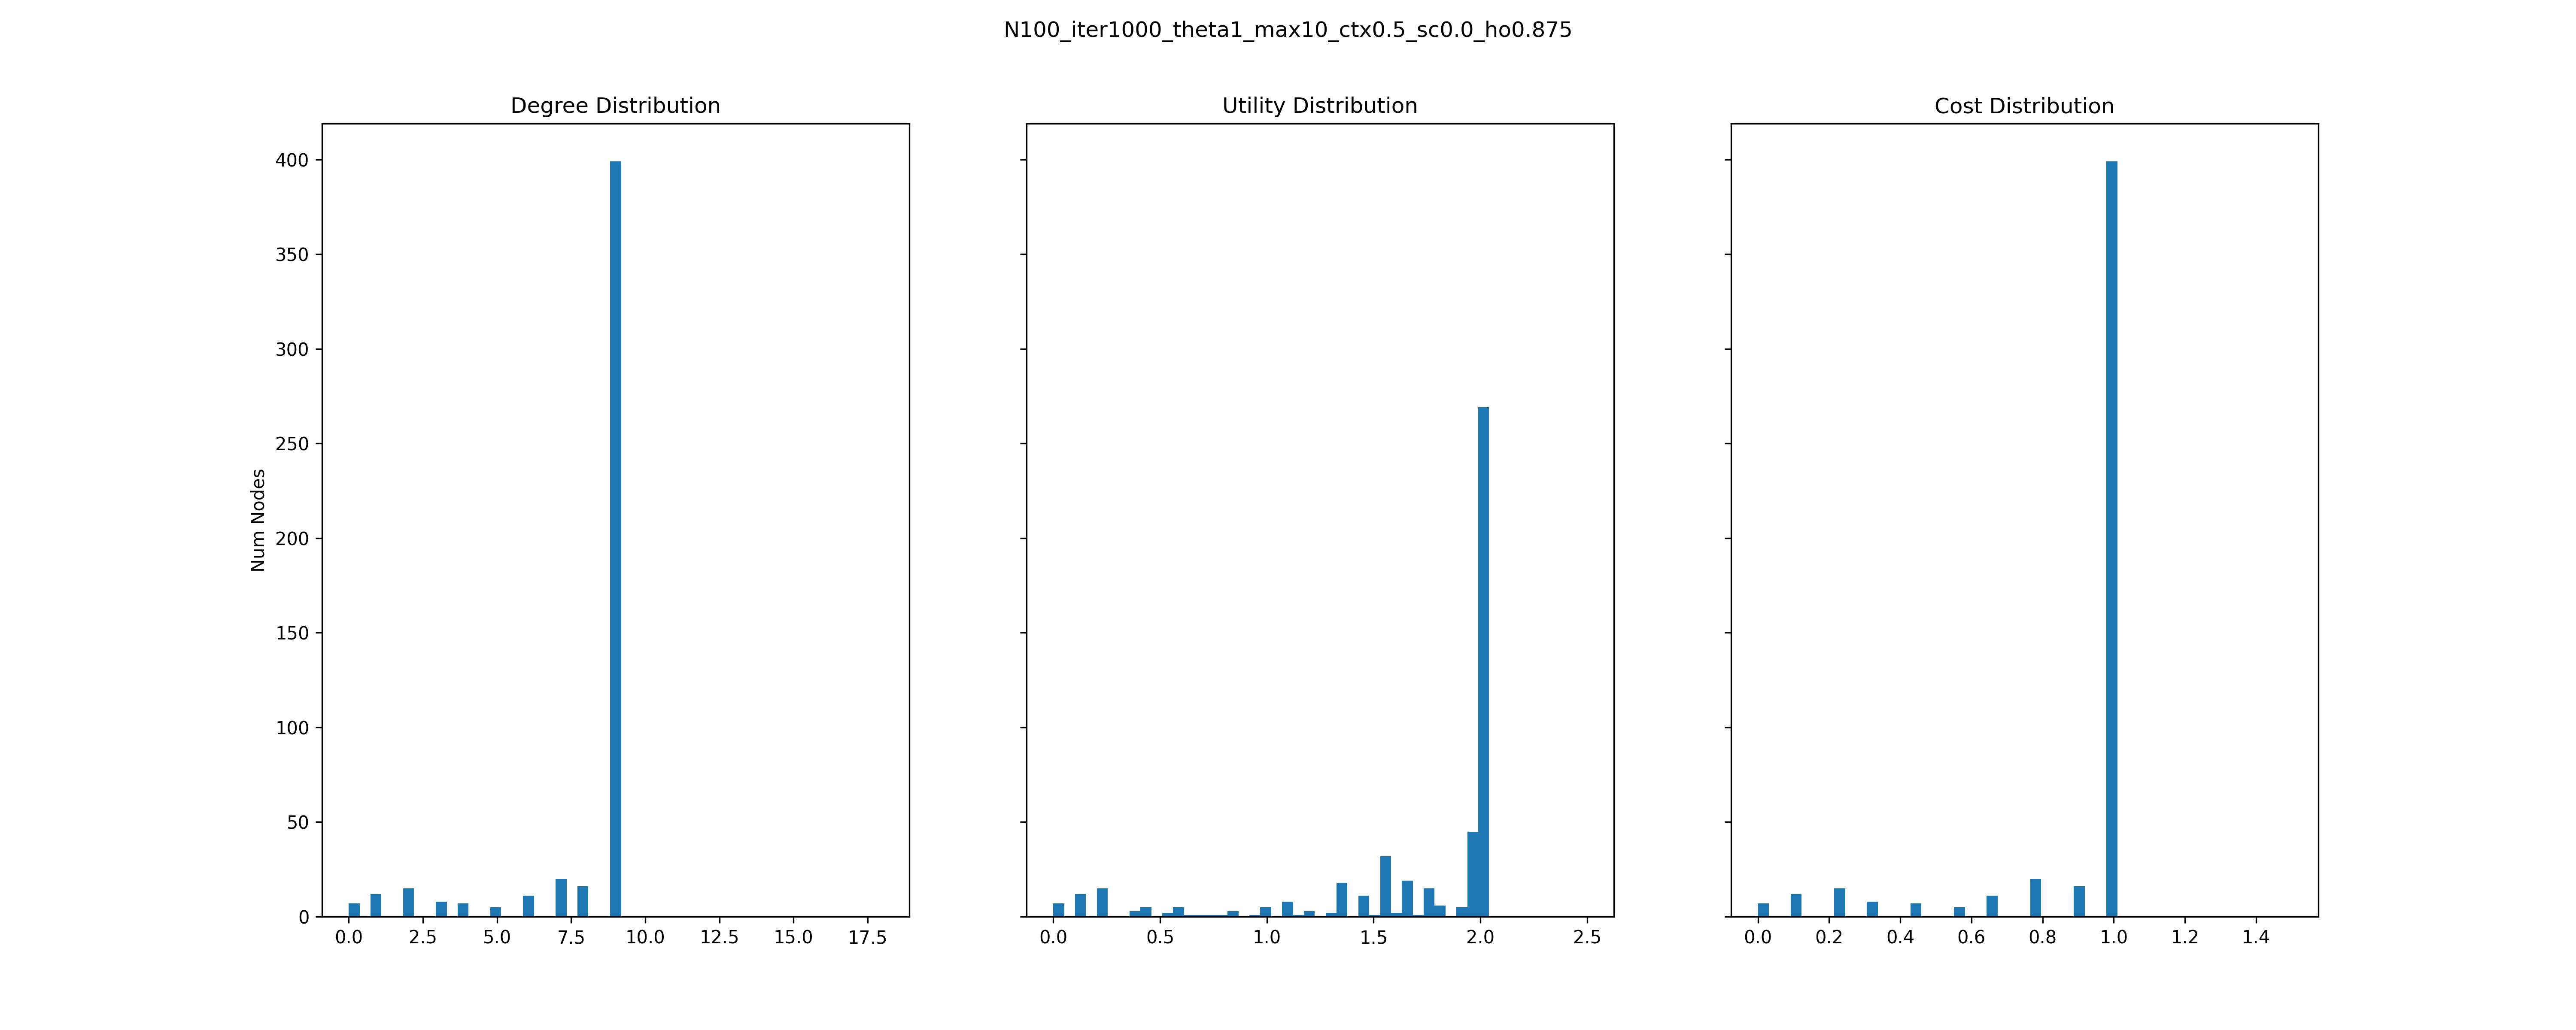 N100_iter1000_theta1_max10_ctx0.5_sc0.0_ho0.875
Degree Distribution
Utility Distribution
Cost Distribution
Num Nodes
400
350
300
250
200
150
100
50
0
0.0 2.5 5.0 7.5 10.0 12.5 15.0 17.5
0.0 0.5 1.0 1.5 2.0 2.5
0.0 0.2 0.4 0.6 0.8 1.0 1.2 1.4